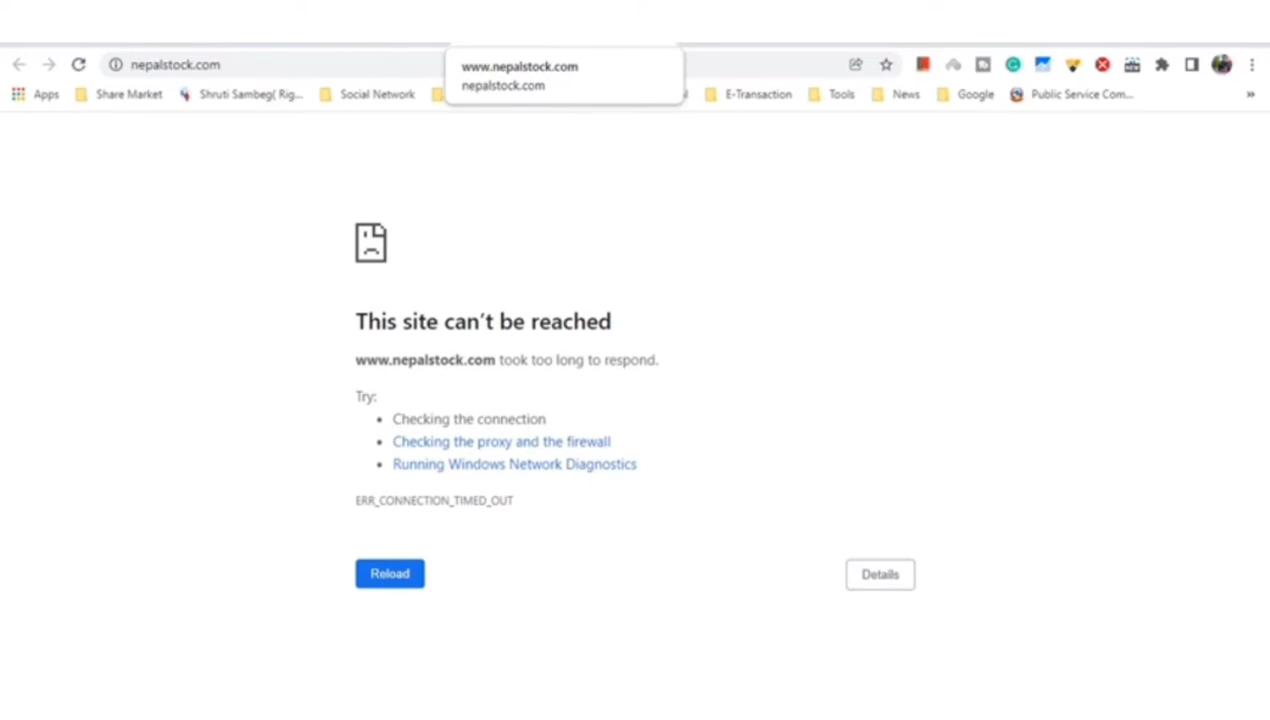 nepalstock.com
www.nepalstock.com
nepalstock.com
Apps Share Market Shruti Sambeg( Rig... Social Network E-Transaction Tools News Google Public Service Com... »
This site can't be reached
www.nepalstock.com took too long to respond.
Try:
• Checking the connection
• Checking the proxy and the firewall
• Running Windows Network Diagnostics
ERR_CONNECTION_TIMED_OUT
Reload
Details